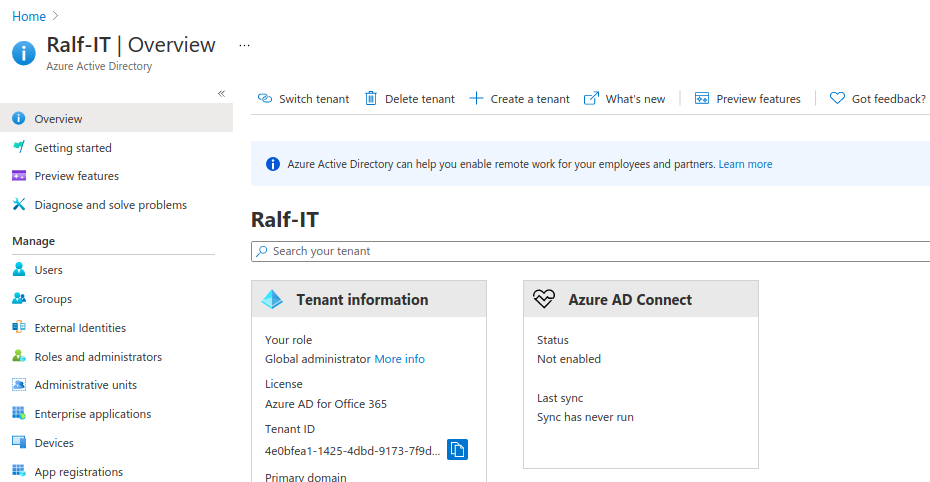 Home
Ralf-IT | Overview ...
Azure Active Directory
«
Switch tenant Delete tenant Create a tenant What's new Preview features Got feedback?
Overview
Getting started
Preview features
Diagnose and solve problems
Manage
Users
Groups
External Identities
Roles and administrators
Administrative units
Enterprise applications
Devices
App registrations
Azure Active Directory can help you enable remote work for your employees and partners. Learn more
Ralf-IT
Search your tenant
Tenant information
Your role
Global administrator More info
License
Azure AD for Office 365
Tenant ID
4e0bfea1-1425-4dbd-9173-7f9d...
Primary domain
Azure AD Connect
Status
Not enabled
Last sync
Sync has never run